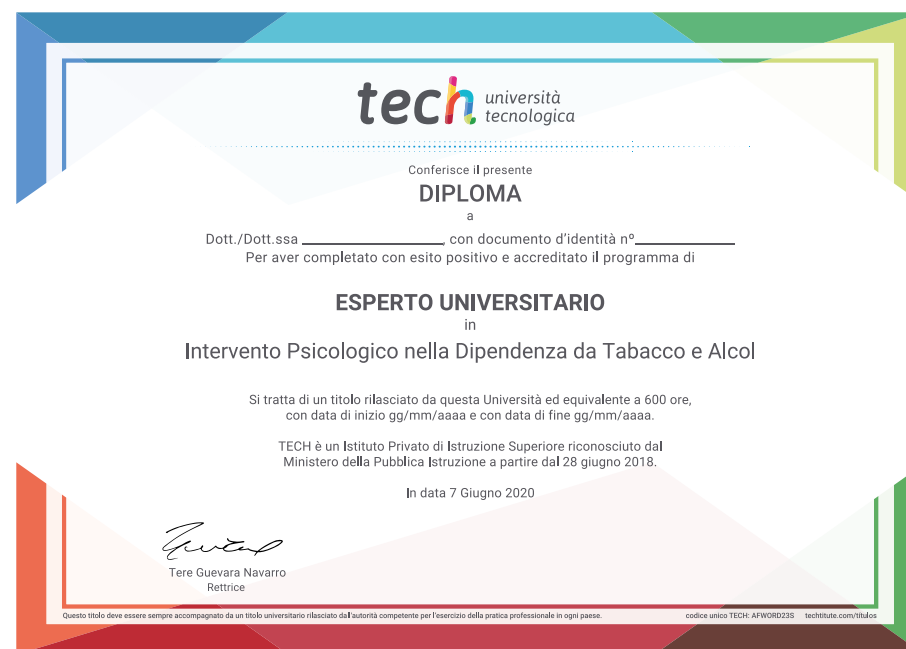 tech università
tecnologica
Conferisce il presente
DIPLOMA
a
Dott./Dott.ssa ____________________, con documento d'identità nº______________
Per aver completato con esito positivo e accreditato il programma di
ESPERTO UNIVERSITARIO
in
Intervento Psicologico nella Dipendenza da Tabacco e Alcol
Si tratta di un titolo rilasciato da questa Università ed equivalente a 600 ore,
con data di inizio gg/mm/aaaa e con data di fine gg/mm/aaaa.
TECH è un Istituto Privato di Istruzione Superiore riconosciuto dal
Ministero della Pubblica Istruzione a partire dal 28 giugno 2018.
In data 7 Giugno 2020
Tere Guevara Navarro
Rettrice
Questo titolo deve essere sempre accompagnato da un titolo universitario rilasciato dall'autorità competente per l'esercizio della pratica professionale in ogni paese. codice unico TECH: AFWORD23S techtitute.com/titulos